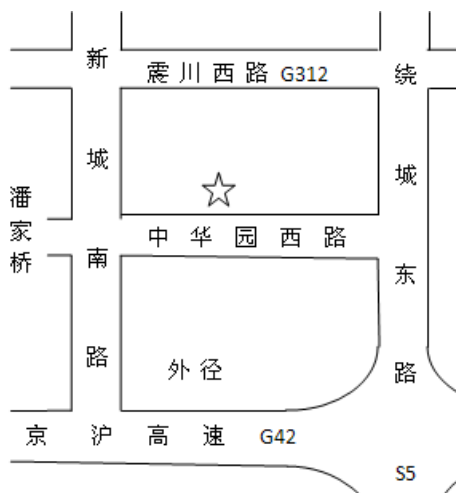 震川西路 G312
新城南路
绕城东路
潘家桥
中华园西路
外径
京沪高速 G42
S5